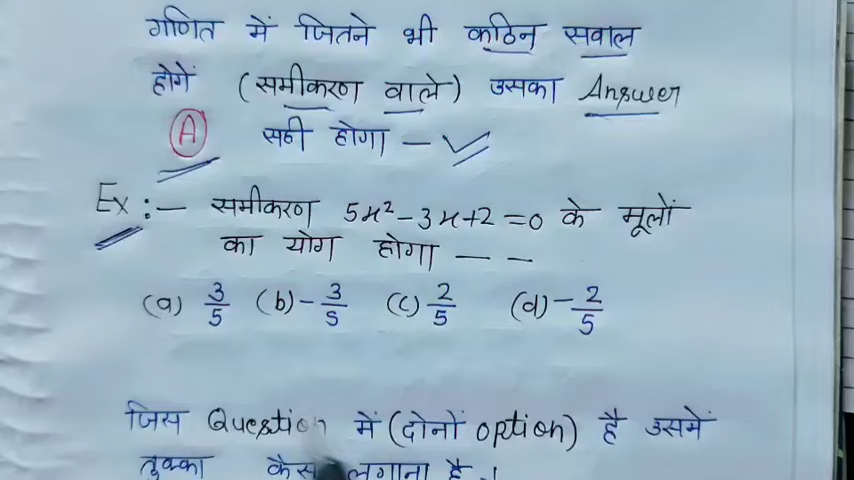 गणित में जितने भी कठिन सवाल
होगें (समीकरण वाले) उसका Answer
(A) सही होगा – ✓
Ex :– समीकरण 5x²-3x+2=0 के मूलों
का योग होगा — –
(a) 3/5 (b) -3/5 (c) 2/5 (d) -2/5
जिस Question में (दोनों option) है उसमें
तुक्का कैसे लगाना है -।